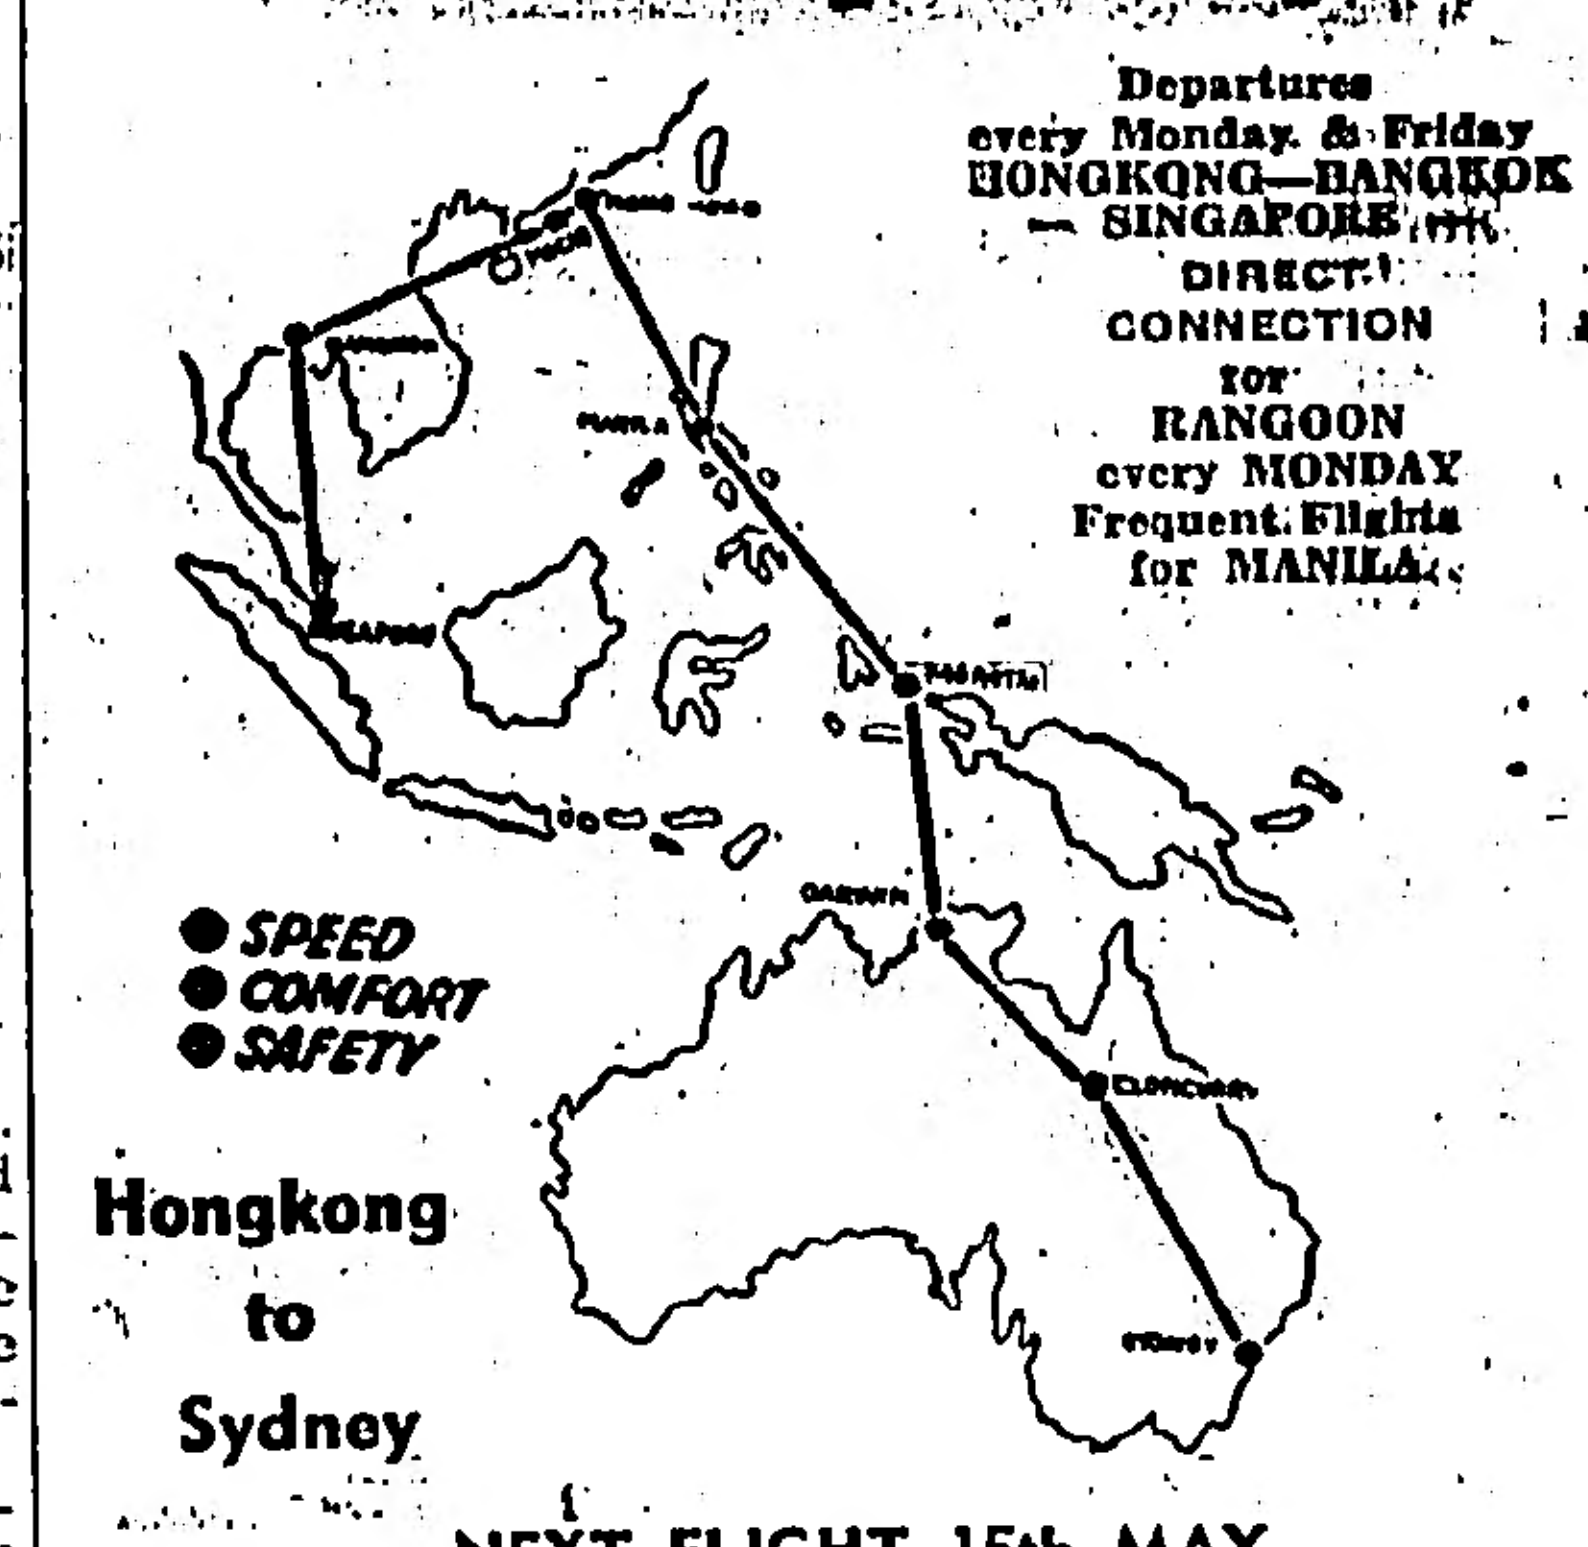 Departures
every Monday & Friday
HONGKONG—BANGKOK
— SINGAPORE
DIRECT
CONNECTION
for
RANGOON
every MONDAY
Frequent Flights
for MANILA
MANILA
DARWIN
CLONCURRY
SYDNEY
● SPEED
● COMFORT
● SAFETY
Hongkong
to
Sydney
NEXT FLIGHT 15th MAY